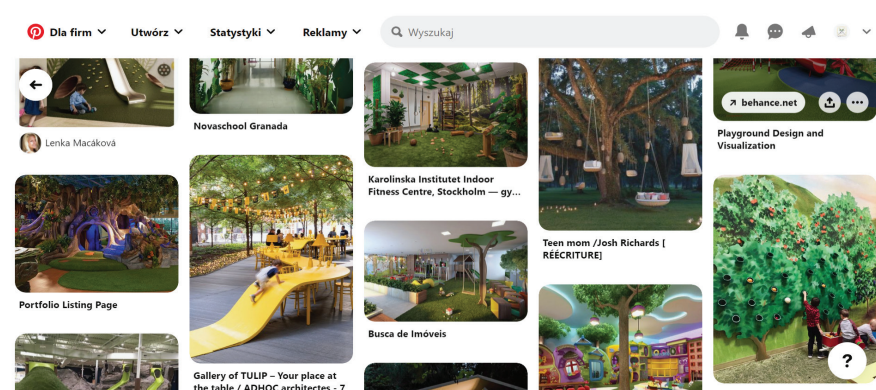 Dla firm
Utwórz
Statystyki
Reklamy
Wyszukaj
Lenka Macáková
Portfolio Listing Page
Novaschool Granada
Gallery of TULIP – Your place at
the table / ADHOC architectes - 7
Karolinska Institutet Indoor
Fitness Centre, Stockholm — gy...
Busca de Imóveis
Teen mom /Josh Richards [
RÉÉCRITURE]
behance.net
Playground Design and
Visualization
?